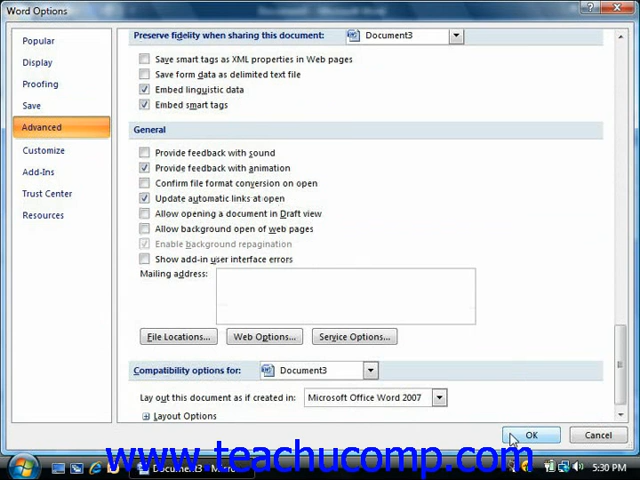 Word Options
Popular
Display
Proofing
Save
Advanced
Customize
Add-Ins
Trust Center
Resources
Preserve fidelity when sharing this document: Document3
Save smart tags as XML properties in Web pages
Save form data as delimited text file
Embed linguistic data
Embed smart tags
General
Provide feedback with sound
Provide feedback with animation
Confirm file format conversion on open
Update automatic links at open
Allow opening a document in Draft view
Allow background open of web pages
Enable background repagination
Show add-in user interface errors
Mailing address:
File Locations... Web Options... Service Options...
Compatibility options for: Document3
Lay out this document as if created in: Microsoft Office Word 2007
Layout Options
OK Cancel
www.teachucomp.com
Document3 - Micro
5:30 PM